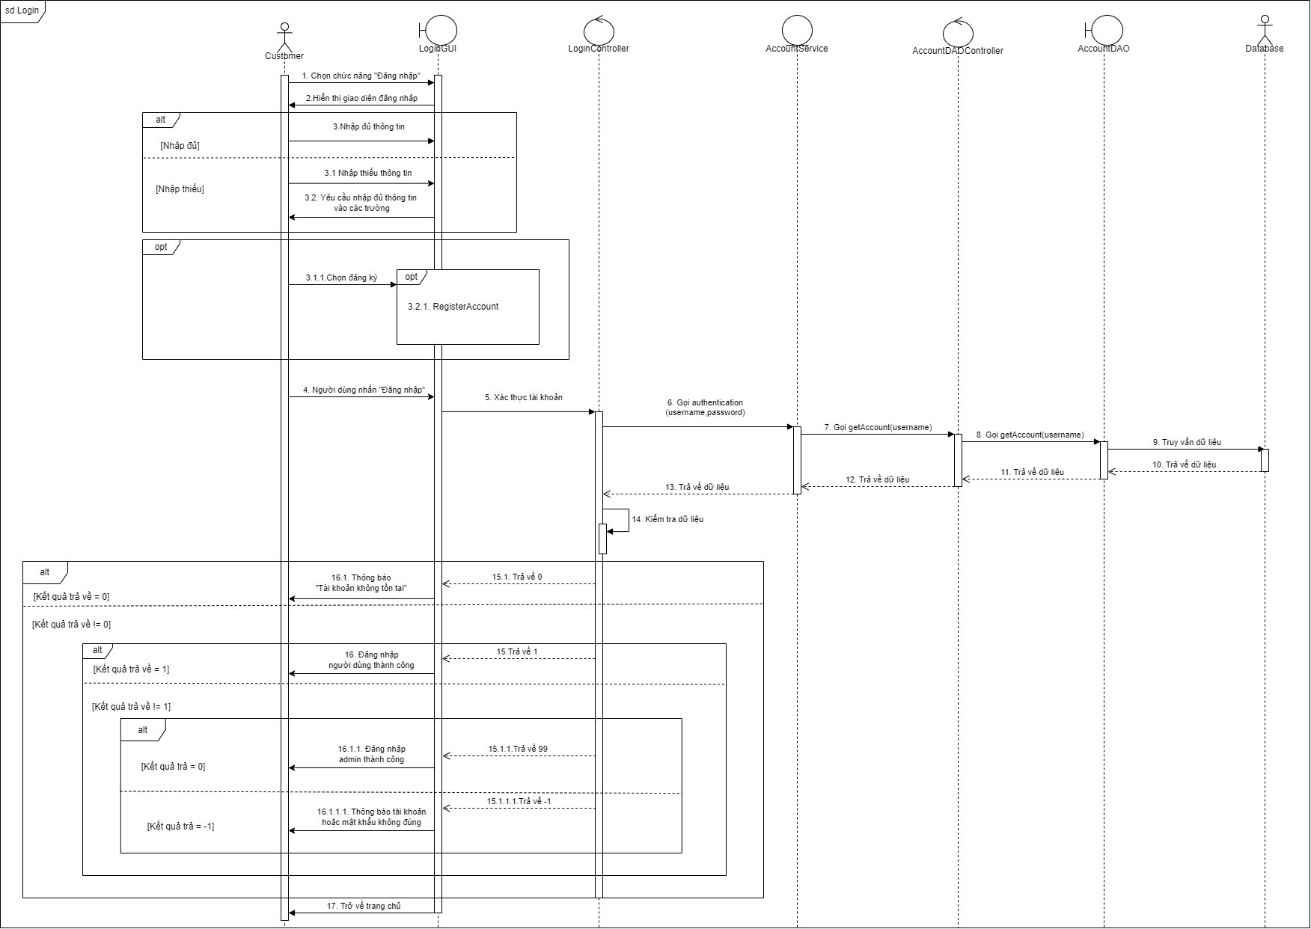 sd Login
Customer
LoginGUI
LoginController
AccountService
AccountDAOController
AccountDAO
Database
1. Chọn chức năng "Đăng nhập"
2.Hiển thị giao diện đăng nhập
alt
3.Nhập đủ thông tin
[Nhập đủ]
3.1 Nhập thiếu thông tin
[Nhập thiếu]
3.2. Yêu cầu nhập đủ thông tin
vào các trường
opt
3.1.1.Chọn đăng ký
opt
3.2.1. RegisterAccount
4. Người dùng nhấn "Đăng nhập"
5. Xác thực tài khoản
6. Gọi authentication
(username,password)
7. Gọi getAccount(username)
8. Gọi getAccount(username)
9. Truy vấn dữ liệu
10. Trả về dữ liệu
11. Trả về dữ liệu
12. Trả về dữ liệu
13. Trả về dữ liệu
14. Kiểm tra dữ liệu
alt
16.1. Thông báo
"Tài khoản không tồn tại"
15.1. Trả về 0
[Kết quả trả về = 0]
[Kết quả trả về != 0]
alt
16. Đăng nhập
người dùng thành công
15.Trả về 1
[Kết quả trả về = 1]
[Kết quả trả về != 1]
alt
16.1.1. Đăng nhập
admin thành công
15.1.1.Trả về 99
[Kết quả trả = 0]
15.1.1.1.Trả về -1
16.1.1.1. Thông báo tài khoản
hoặc mật khẩu không đúng
[Kết quả trả = -1]
17. Trở về trang chủ